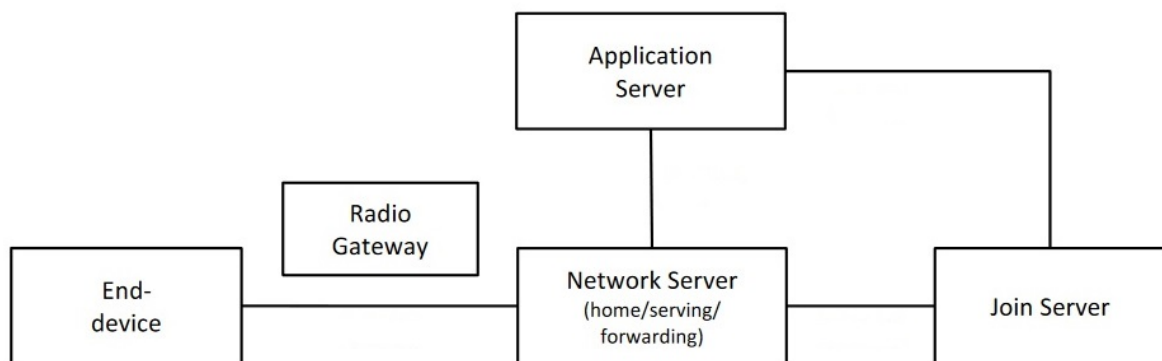 Application
Server
Radio
Gateway
End-
device
Network Server
(home/serving/
forwarding)
Join Server